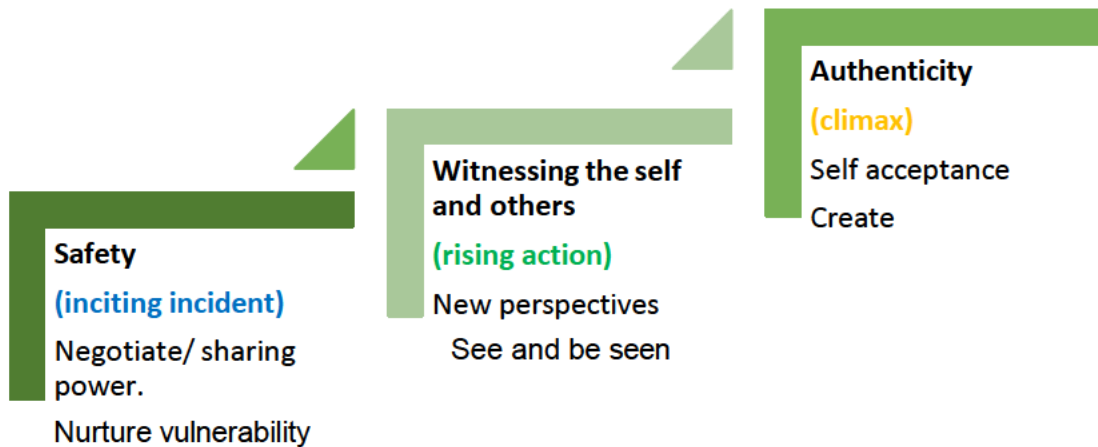 Safety
(inciting incident)
Negotiate/ sharing
power.
Nurture vulnerability
Witnessing the self
and others
(rising action)
New perspectives
See and be seen
Authenticity
(climax)
Self acceptance
Create